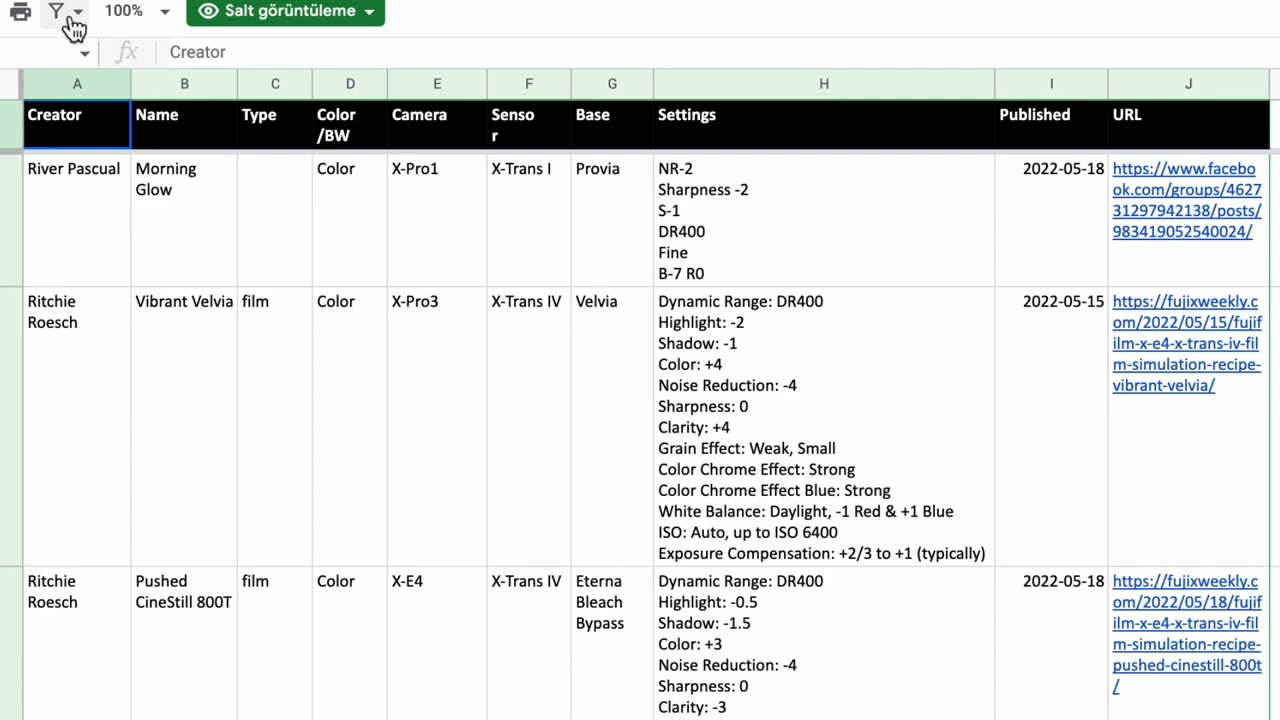 100% Salt görüntüleme
fx Creator
A B C D E F G H I J
Creator Name Type Color Camera Senso Base Settings Published URL
/BW r
River Pascual Morning Color X-Pro1 X-Trans I Provia NR-2 2022-05-18 https://www.facebo
Glow Sharpness -2 ok.com/groups/4627
S-1 31297942138/posts/
DR400 983419052540024/
Fine
B-7 R0
Ritchie Vibrant Velvia film Color X-Pro3 X-Trans IV Velvia Dynamic Range: DR400 2022-05-15 https://fujixweekly.c
Roesch Highlight: -2 om/2022/05/15/fujif
Shadow: -1 ilm-x-e4-x-trans-iv-fil
Color: +4 m-simulation-recipe-
Noise Reduction: -4 vibrant-velvia/
Sharpness: 0
Clarity: +4
Grain Effect: Weak, Small
Color Chrome Effect: Strong
Color Chrome Effect Blue: Strong
White Balance: Daylight, -1 Red & +1 Blue
ISO: Auto, up to ISO 6400
Exposure Compensation: +2/3 to +1 (typically)
Ritchie Pushed film Color X-E4 X-Trans IV Eterna Dynamic Range: DR400 2022-05-18 https://fujixweekly.c
Roesch CineStill 800T Bleach Highlight: -0.5 om/2022/05/18/fujif
Bypass Shadow: -1.5 ilm-x-e4-x-trans-iv-fil
Color: +3 m-simulation-recipe-
Noise Reduction: -4 pushed-cinestill-800t
Sharpness: 0 /
Clarity: -3